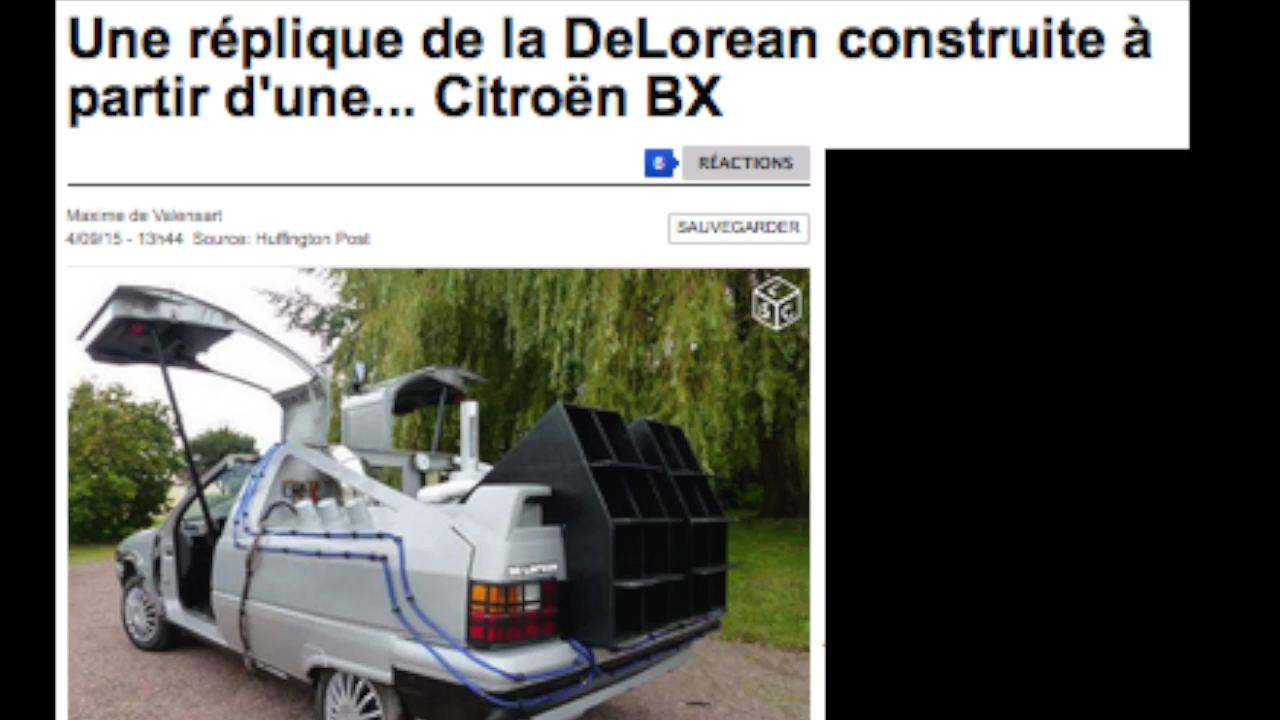 Une réplique de la DeLorean construite à
partir d'une... Citroën BX
6 RÉACTIONS
Maxime de Valensart
4/09/15 - 13h44 Source: Huffington Post
SAUVEGARDER